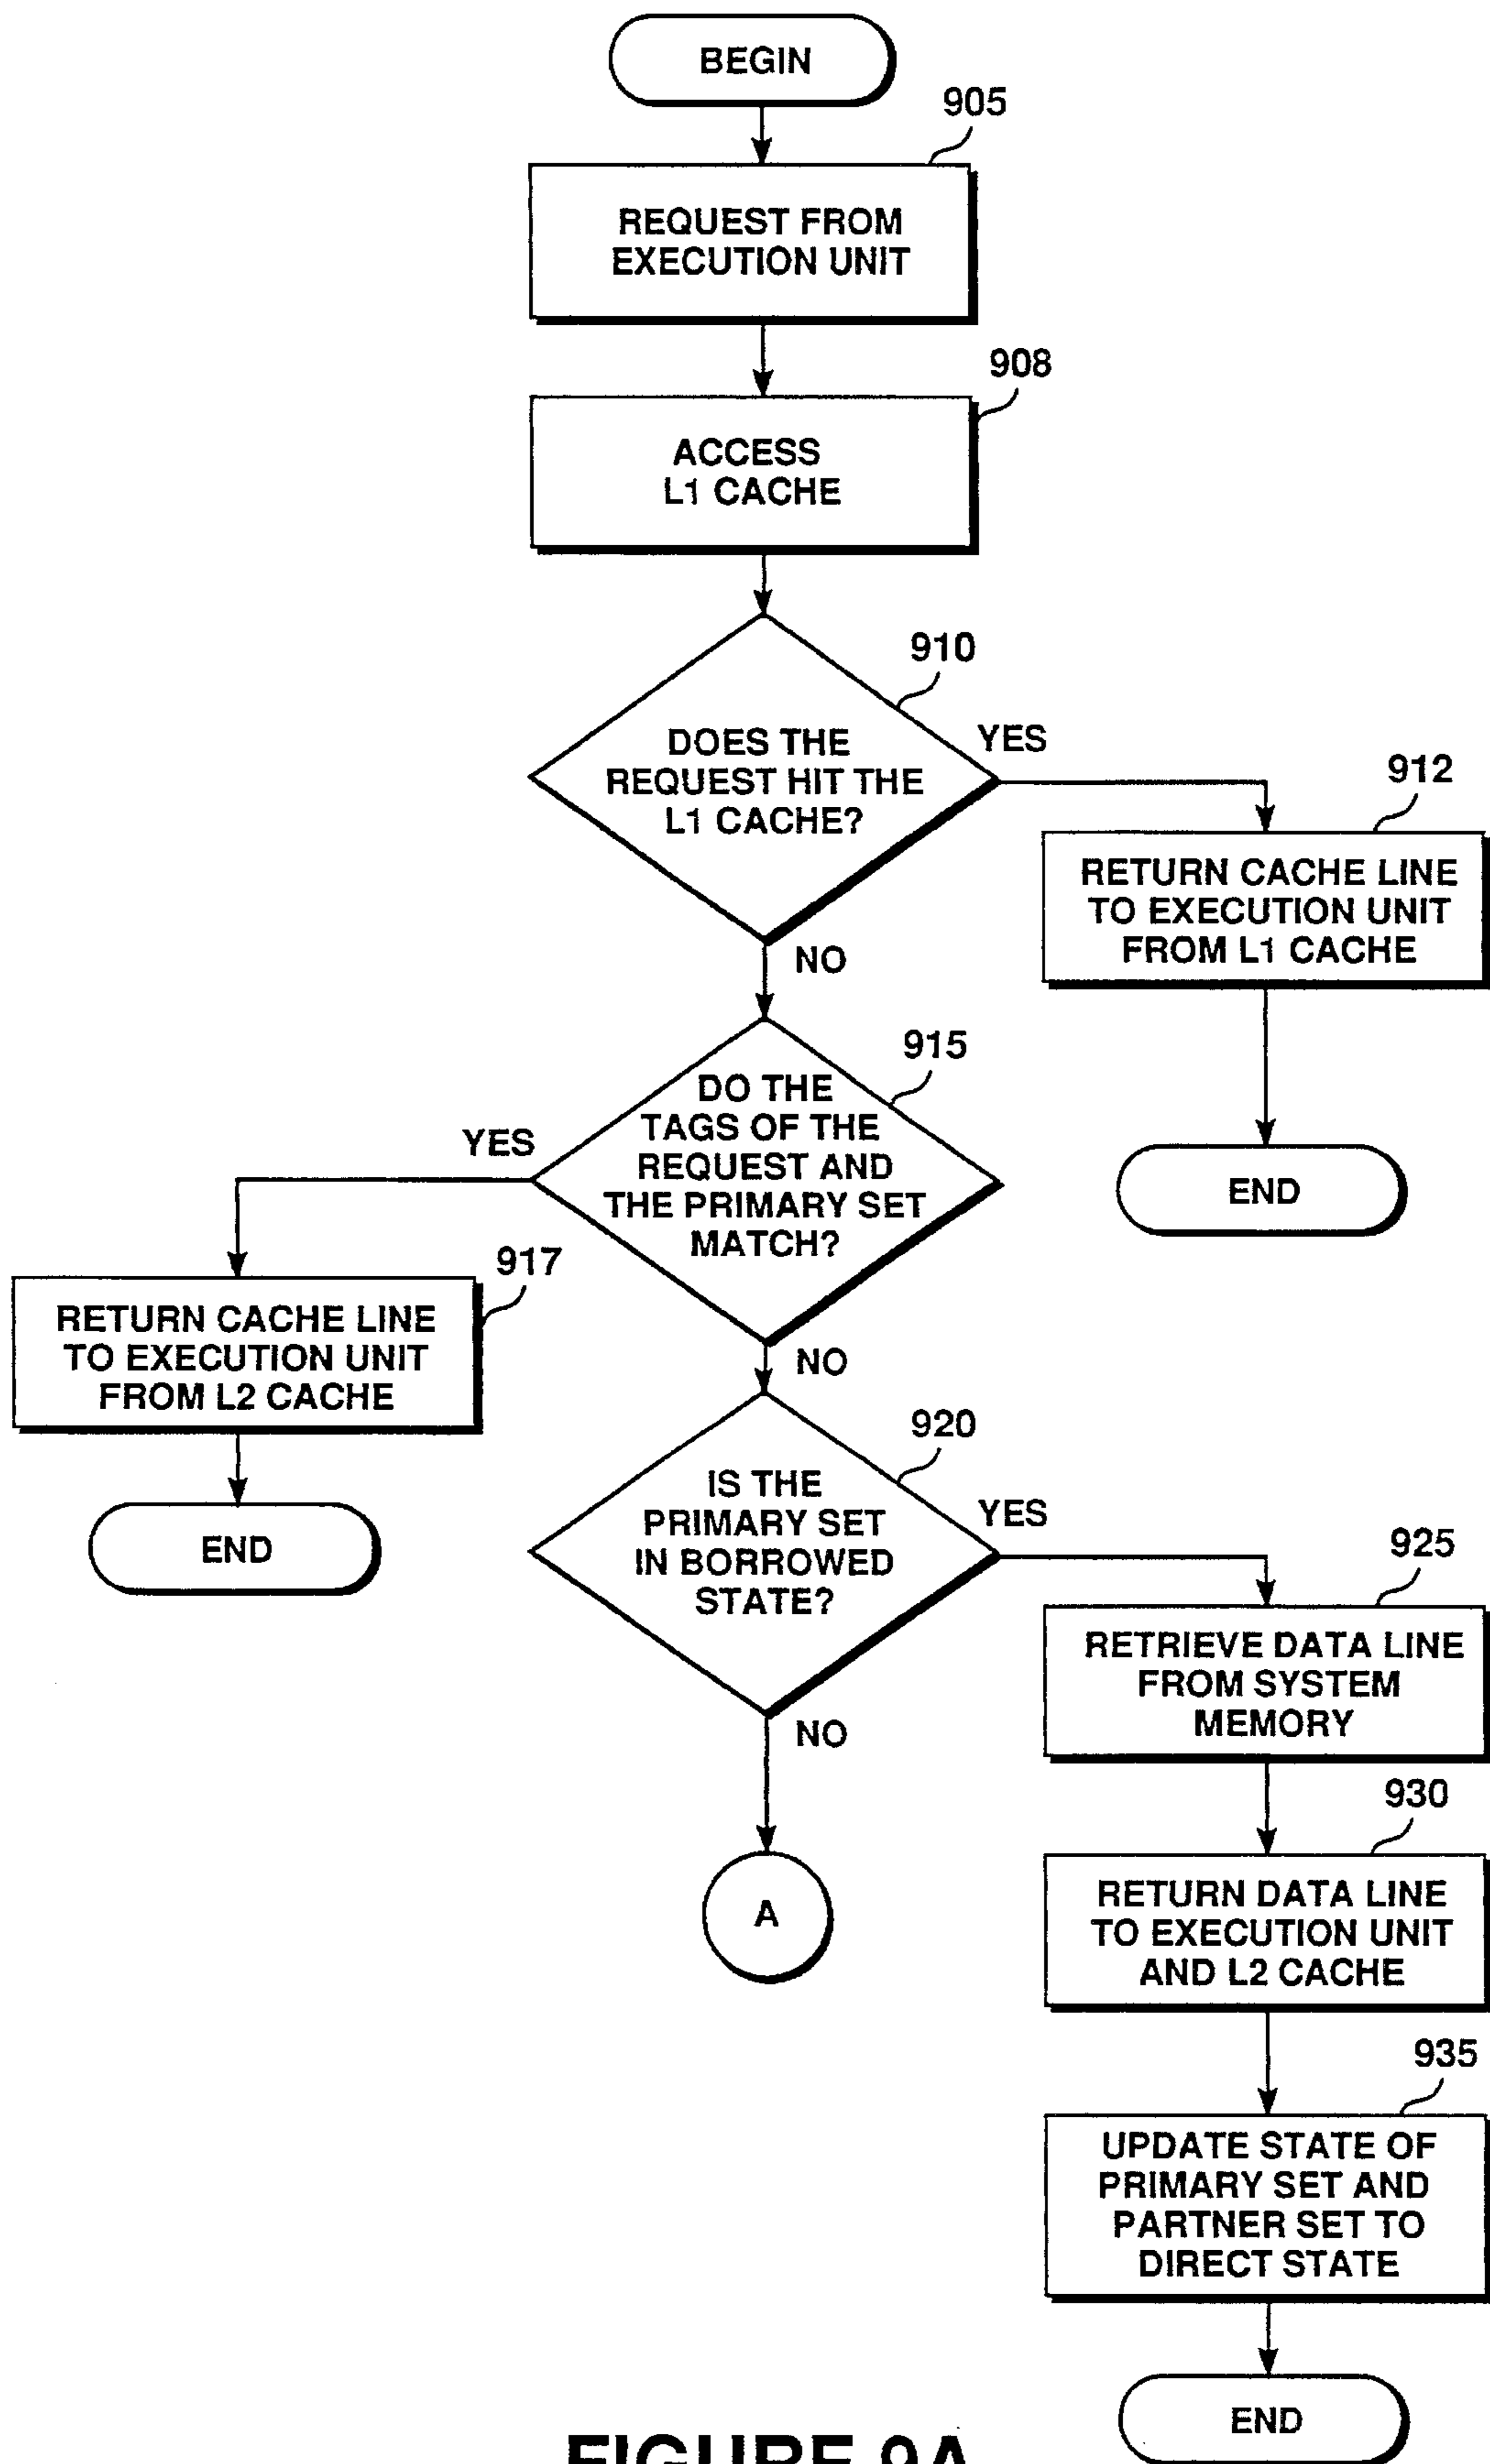 BEGIN
905
REQUEST FROM
EXECUTION UNIT
908
ACCESS
L1 CACHE
910
DOES THE
REQUEST HIT THE
L1 CACHE?
YES
912
RETURN CACHE LINE
TO EXECUTION UNIT
FROM L1 CACHE
END
NO
915
DO THE
TAGS OF THE
REQUEST AND
THE PRIMARY SET
MATCH?
YES
917
RETURN CACHE LINE
TO EXECUTION UNIT
FROM L2 CACHE
END
NO
920
IS THE
PRIMARY SET
IN BORROWED
STATE?
YES
925
RETRIEVE DATA LINE
FROM SYSTEM
MEMORY
NO
A
930
RETURN DATA LINE
TO EXECUTION UNIT
AND L2 CACHE
935
UPDATE STATE OF
PRIMARY SET AND
PARTNER SET TO
DIRECT STATE
END
FIGURE 9A